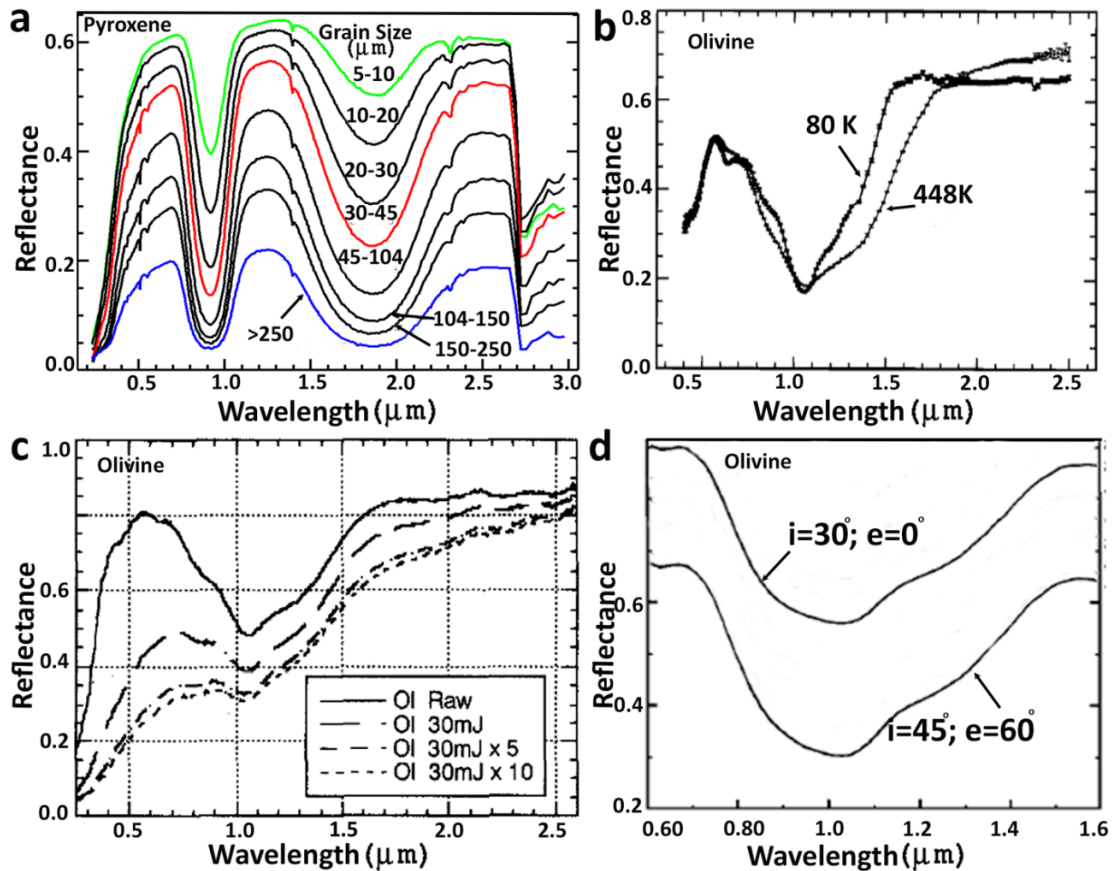 a
Pyroxene
Grain Size
(μm)
5-10
10-20
20-30
30-45
45-104
104-150
150-250
>250
0.6
0.4
0.2
0.0
Reflectance
0.5
1.0
1.5
2.0
2.5
3.0
Wavelength (μm)
b
Olivine
80 K
448K
0.8
0.6
0.4
0.2
0.0
Reflectance
0.5
1.0
1.5
2.0
2.5
Wavelength (μm)
c
Olivine
1.0
0.8
0.6
0.4
0.2
0.0
Reflectance
Ol Raw
Ol 30mJ
Ol 30mJ x 5
Ol 30mJ x 10
0.5
1.0
1.5
2.0
2.5
Wavelength (μm)
d
Olivine
i=30°; e=0°
i=45°; e=60°
0.6
0.4
0.2
Reflectance
0.60
0.80
1.0
1.2
1.4
1.6
Wavelength (μm)